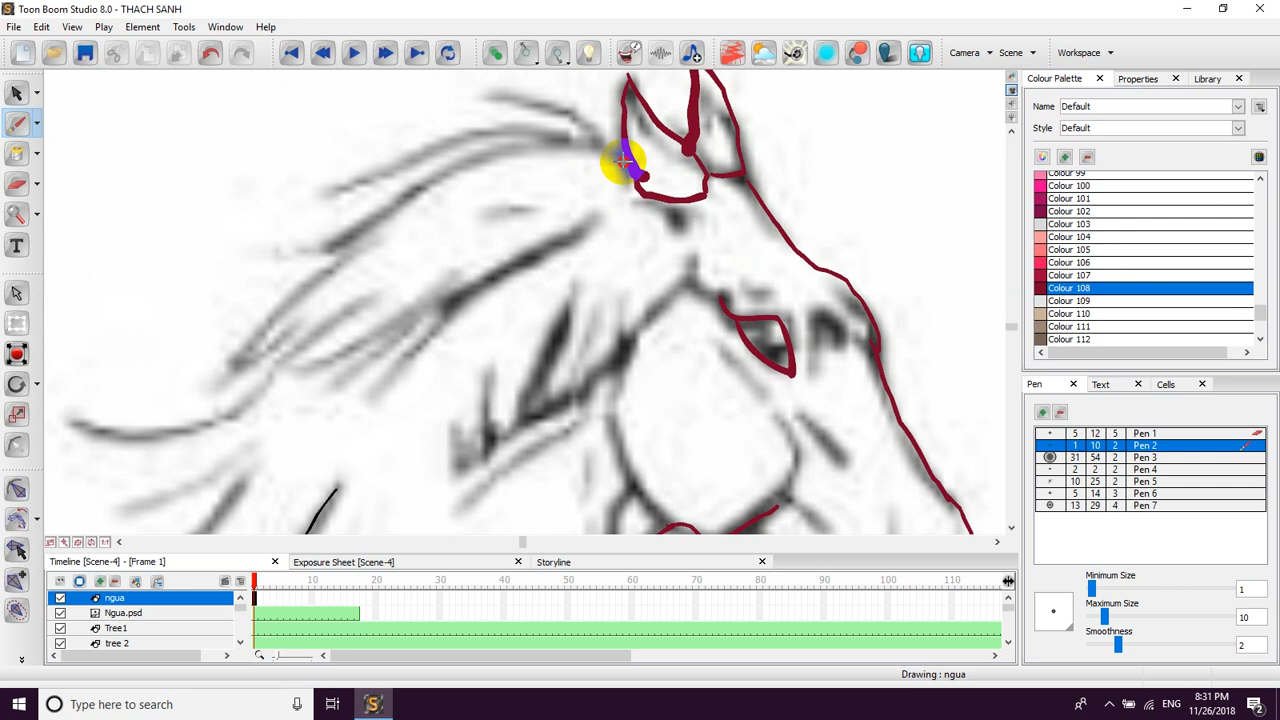 Toon Boom Studio 8.0 - THACH SANH
File Edit View Play Element Tools Window Help
Camera Scene Workspace
Colour Palette Properties Library
Name Default
Style Default
Colour 99
Colour 100
Colour 101
Colour 102
Colour 103
Colour 104
Colour 105
Colour 106
Colour 107
Colour 108
Colour 109
Colour 110
Colour 111
Colour 112
Pen Text Cells
5 12 5 Pen 1
1 10 2 Pen 2
31 54 2 Pen 3
2 2 2 Pen 4
10 25 2 Pen 5
5 14 3 Pen 6
13 29 4 Pen 7
Minimum Size
1
Maximum Size
10
Smoothness
2
Timeline [Scene-4] - [Frame 1] Exposure Sheet [Scene-4] Storyline
10 20 30 40 50 60 70 80 90 100 110
ngua
Ngua.psd
Tree1
tree 2
Drawing : ngua
Type here to search
ENG
8:31 PM
11/26/2018
2